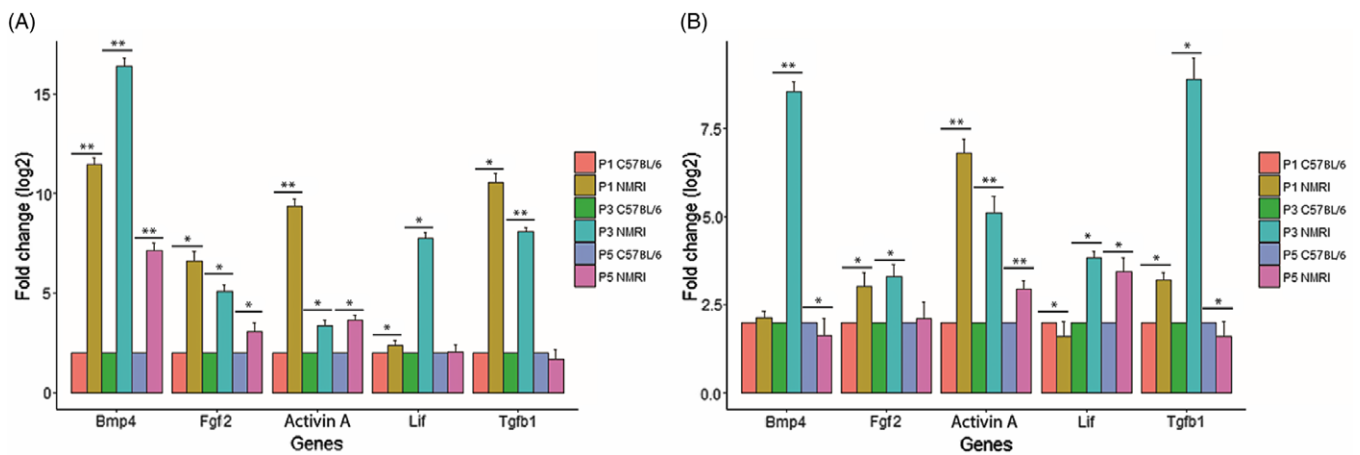 (A)
Fold change (log2)
15
10
5
0
** ** ** * * * ** * * * * * **
Bmp4 Fgf2 Activin A Lif Tgfb1
Genes
P1 C57BL/6
P1 NMRI
P3 C57BL/6
P3 NMRI
P5 C57BL/6
P5 NMRI
(B)
Fold change (log2)
7.5
5.0
2.5
0.0
** * * * ** ** ** * * * * * *
Bmp4 Fgf2 Activin A Lif Tgfb1
Genes
P1 C57BL/6
P1 NMRI
P3 C57BL/6
P3 NMRI
P5 C57BL/6
P5 NMRI